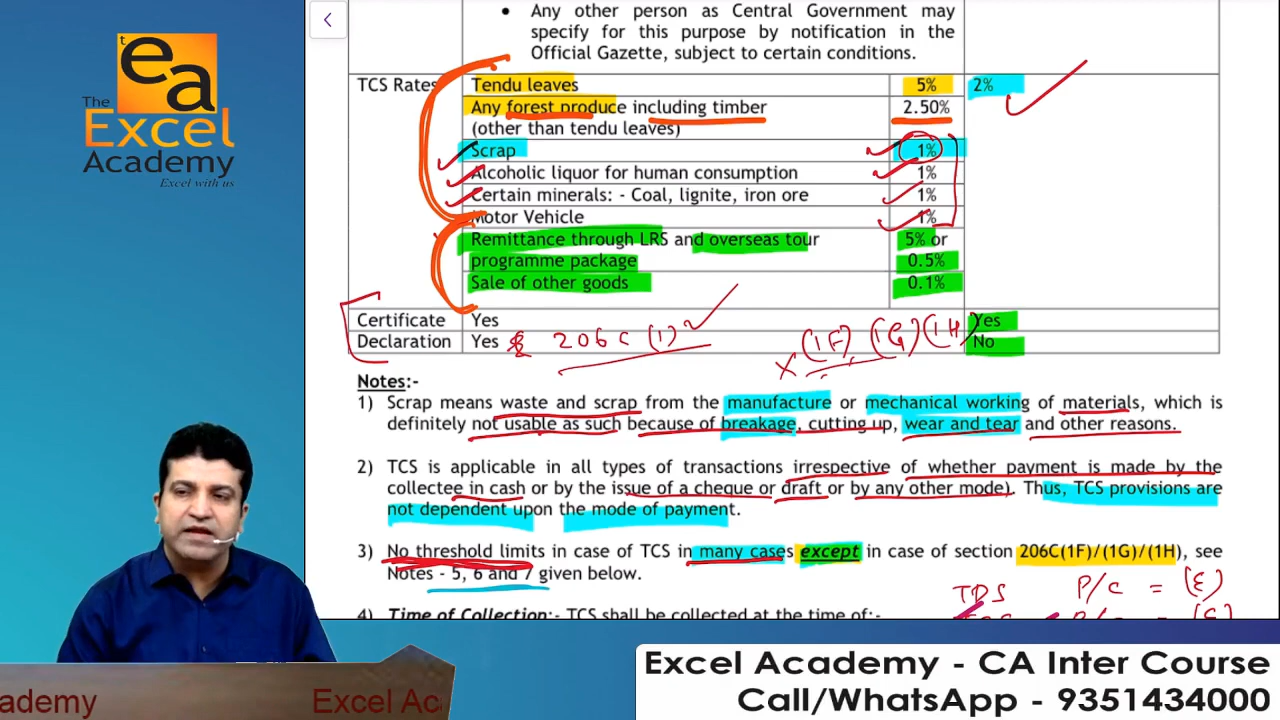 • Any other person as Central Government may
specify for this purpose by notification in the
Official Gazette, subject to certain conditions.
TCS Rates Tendu leaves 5% 2%
Any forest produce including timber 2.50%
(other than tendu leaves)
Scrap 1%
Alcoholic liquor for human consumption 1%
Certain minerals: - Coal, lignite, iron ore 1%
Motor Vehicle 1%
Remittance through LRS and overseas tour 5% or
programme package 0.5%
Sale of other goods 0.1%
Certificate Yes Yes
Declaration Yes 206C (1) (1F) (1G) (1H) No
Notes:-
1) Scrap means waste and scrap from the manufacture or mechanical working of materials, which is
definitely not usable as such because of breakage, cutting up, wear and tear and other reasons.
2) TCS is applicable in all types of transactions irrespective of whether payment is made by the
collectee in cash or by the issue of a cheque or draft or by any other mode). Thus, TCS provisions are
not dependent upon the mode of payment.
3) No threshold limits in case of TCS in many cases except in case of section 206C(1F)/(1G)/(1H), see
Notes - 5, 6 and 7 given below.
TDS P/C = (E)
4) Time of Collection:- TCS shall be collected at the time of:-
t
ea
The
Excel
Academy
Excel with us
ademy Excel Ac
Excel Academy - CA Inter Course
Call/WhatsApp - 9351434000